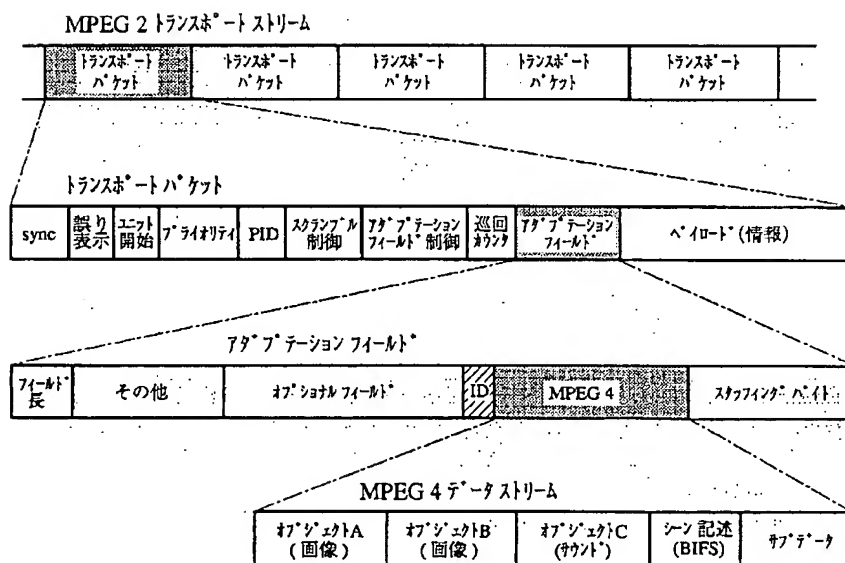 MPEG 2 トランスポート ストリーム
トランスポート
パケット
トランスポート
パケット
トランスポート
パケット
トランスポート
パケット
トランスポート
パケット
トランスポート パケット
sync
誤り
表示
ユニット
開始
プライオリティ
PID
スクランブル
制御
アダプテーション
フィールド制御
巡回
カウンタ
アダプテーション
フィールド
ペイロード(情報)
アダプテーション フィールド
フィールド
長
その他
オプショナル フィールド
ID
MPEG 4
スタッフィング バイト
MPEG 4 データ ストリーム
オブジェクトA
(画像)
オブジェクトB
(画像)
オブジェクトC
(サウンド)
シーン 記述
(BIFS)
サブデータ